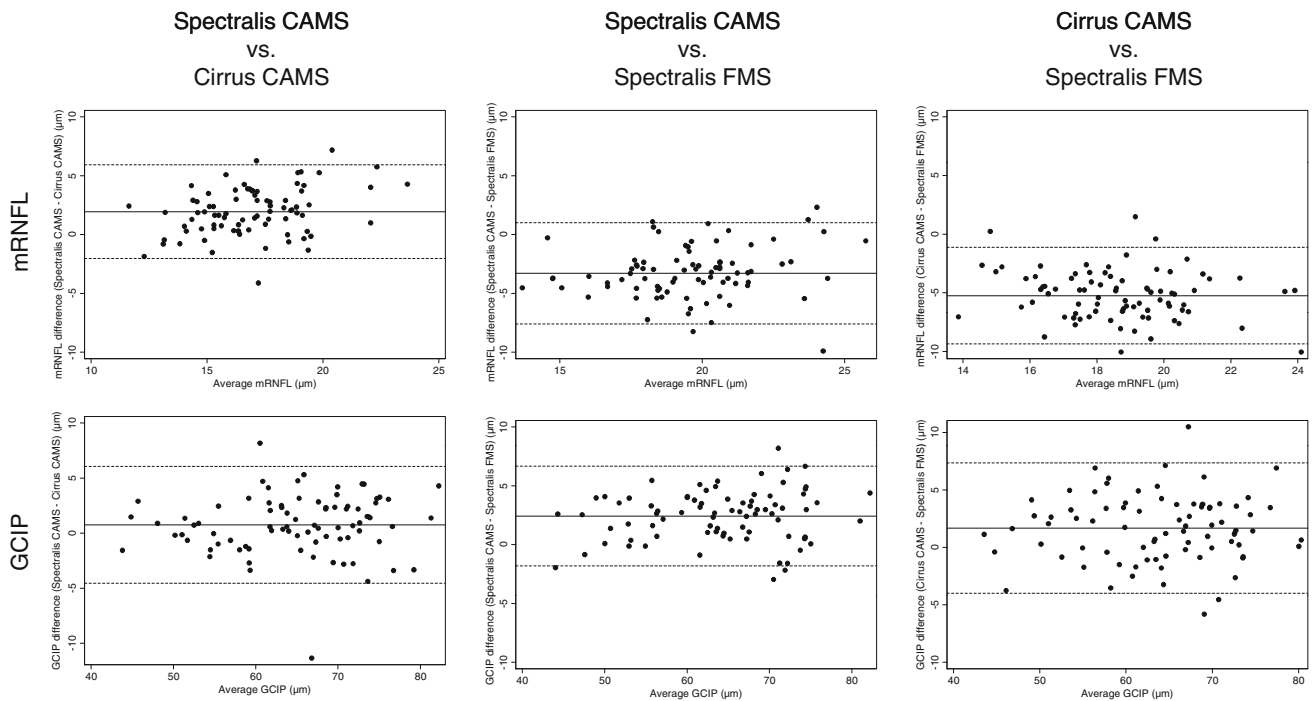 Spectralis CAMS
vs.
Cirrus CAMS
Spectralis CAMS
vs.
Spectralis FMS
Cirrus CAMS
vs.
Spectralis FMS
mRNFL
mRNFL difference (Spectralis CAMS - Cirrus CAMS) (µm)
10
5
0
-5
-10
10
15
20
25
Average mRNFL (µm)
mRNFL difference (Spectralis CAMS - Spectralis FMS) (µm)
10
5
0
-5
-10
15
20
25
Average mRNFL (µm)
mRNFL difference (Cirrus CAMS - Spectralis FMS) (µm)
10
5
0
-5
-10
14
16
18
20
22
24
Average mRNFL (µm)
GCIP
GCIP difference (Spectralis CAMS - Cirrus CAMS) (µm)
10
5
0
-5
-10
40
50
60
70
80
Average GCIP (µm)
GCIP difference (Spectralis CAMS - Spectralis FMS) (µm)
10
5
0
-5
-10
40
50
60
70
80
Average GCIP (µm)
GCIP difference (Cirrus CAMS - Spectralis FMS) (µm)
10
5
0
-5
-10
40
50
60
70
80
Average GCIP (µm)